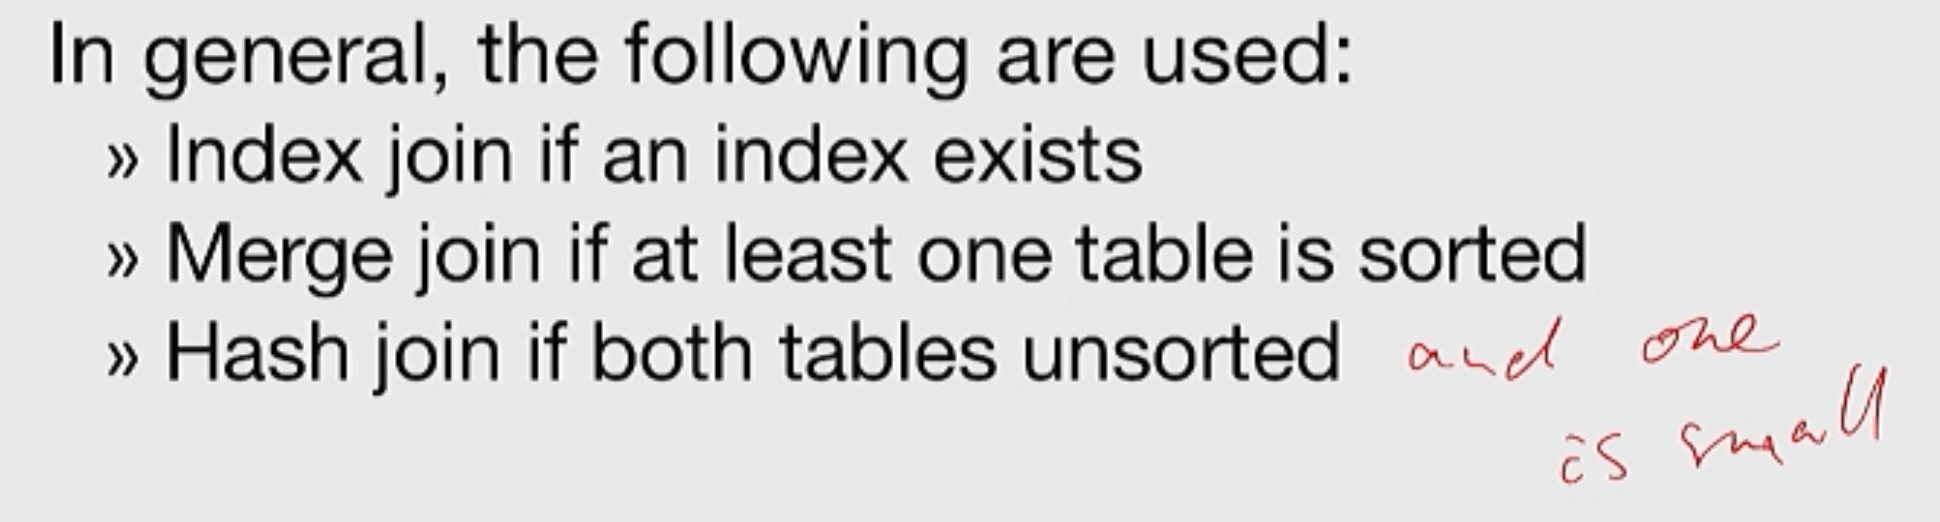 In general, the following are used:
» Index join if an index exists
» Merge join if at least one table is sorted
» Hash join if both tables unsorted and one
is small